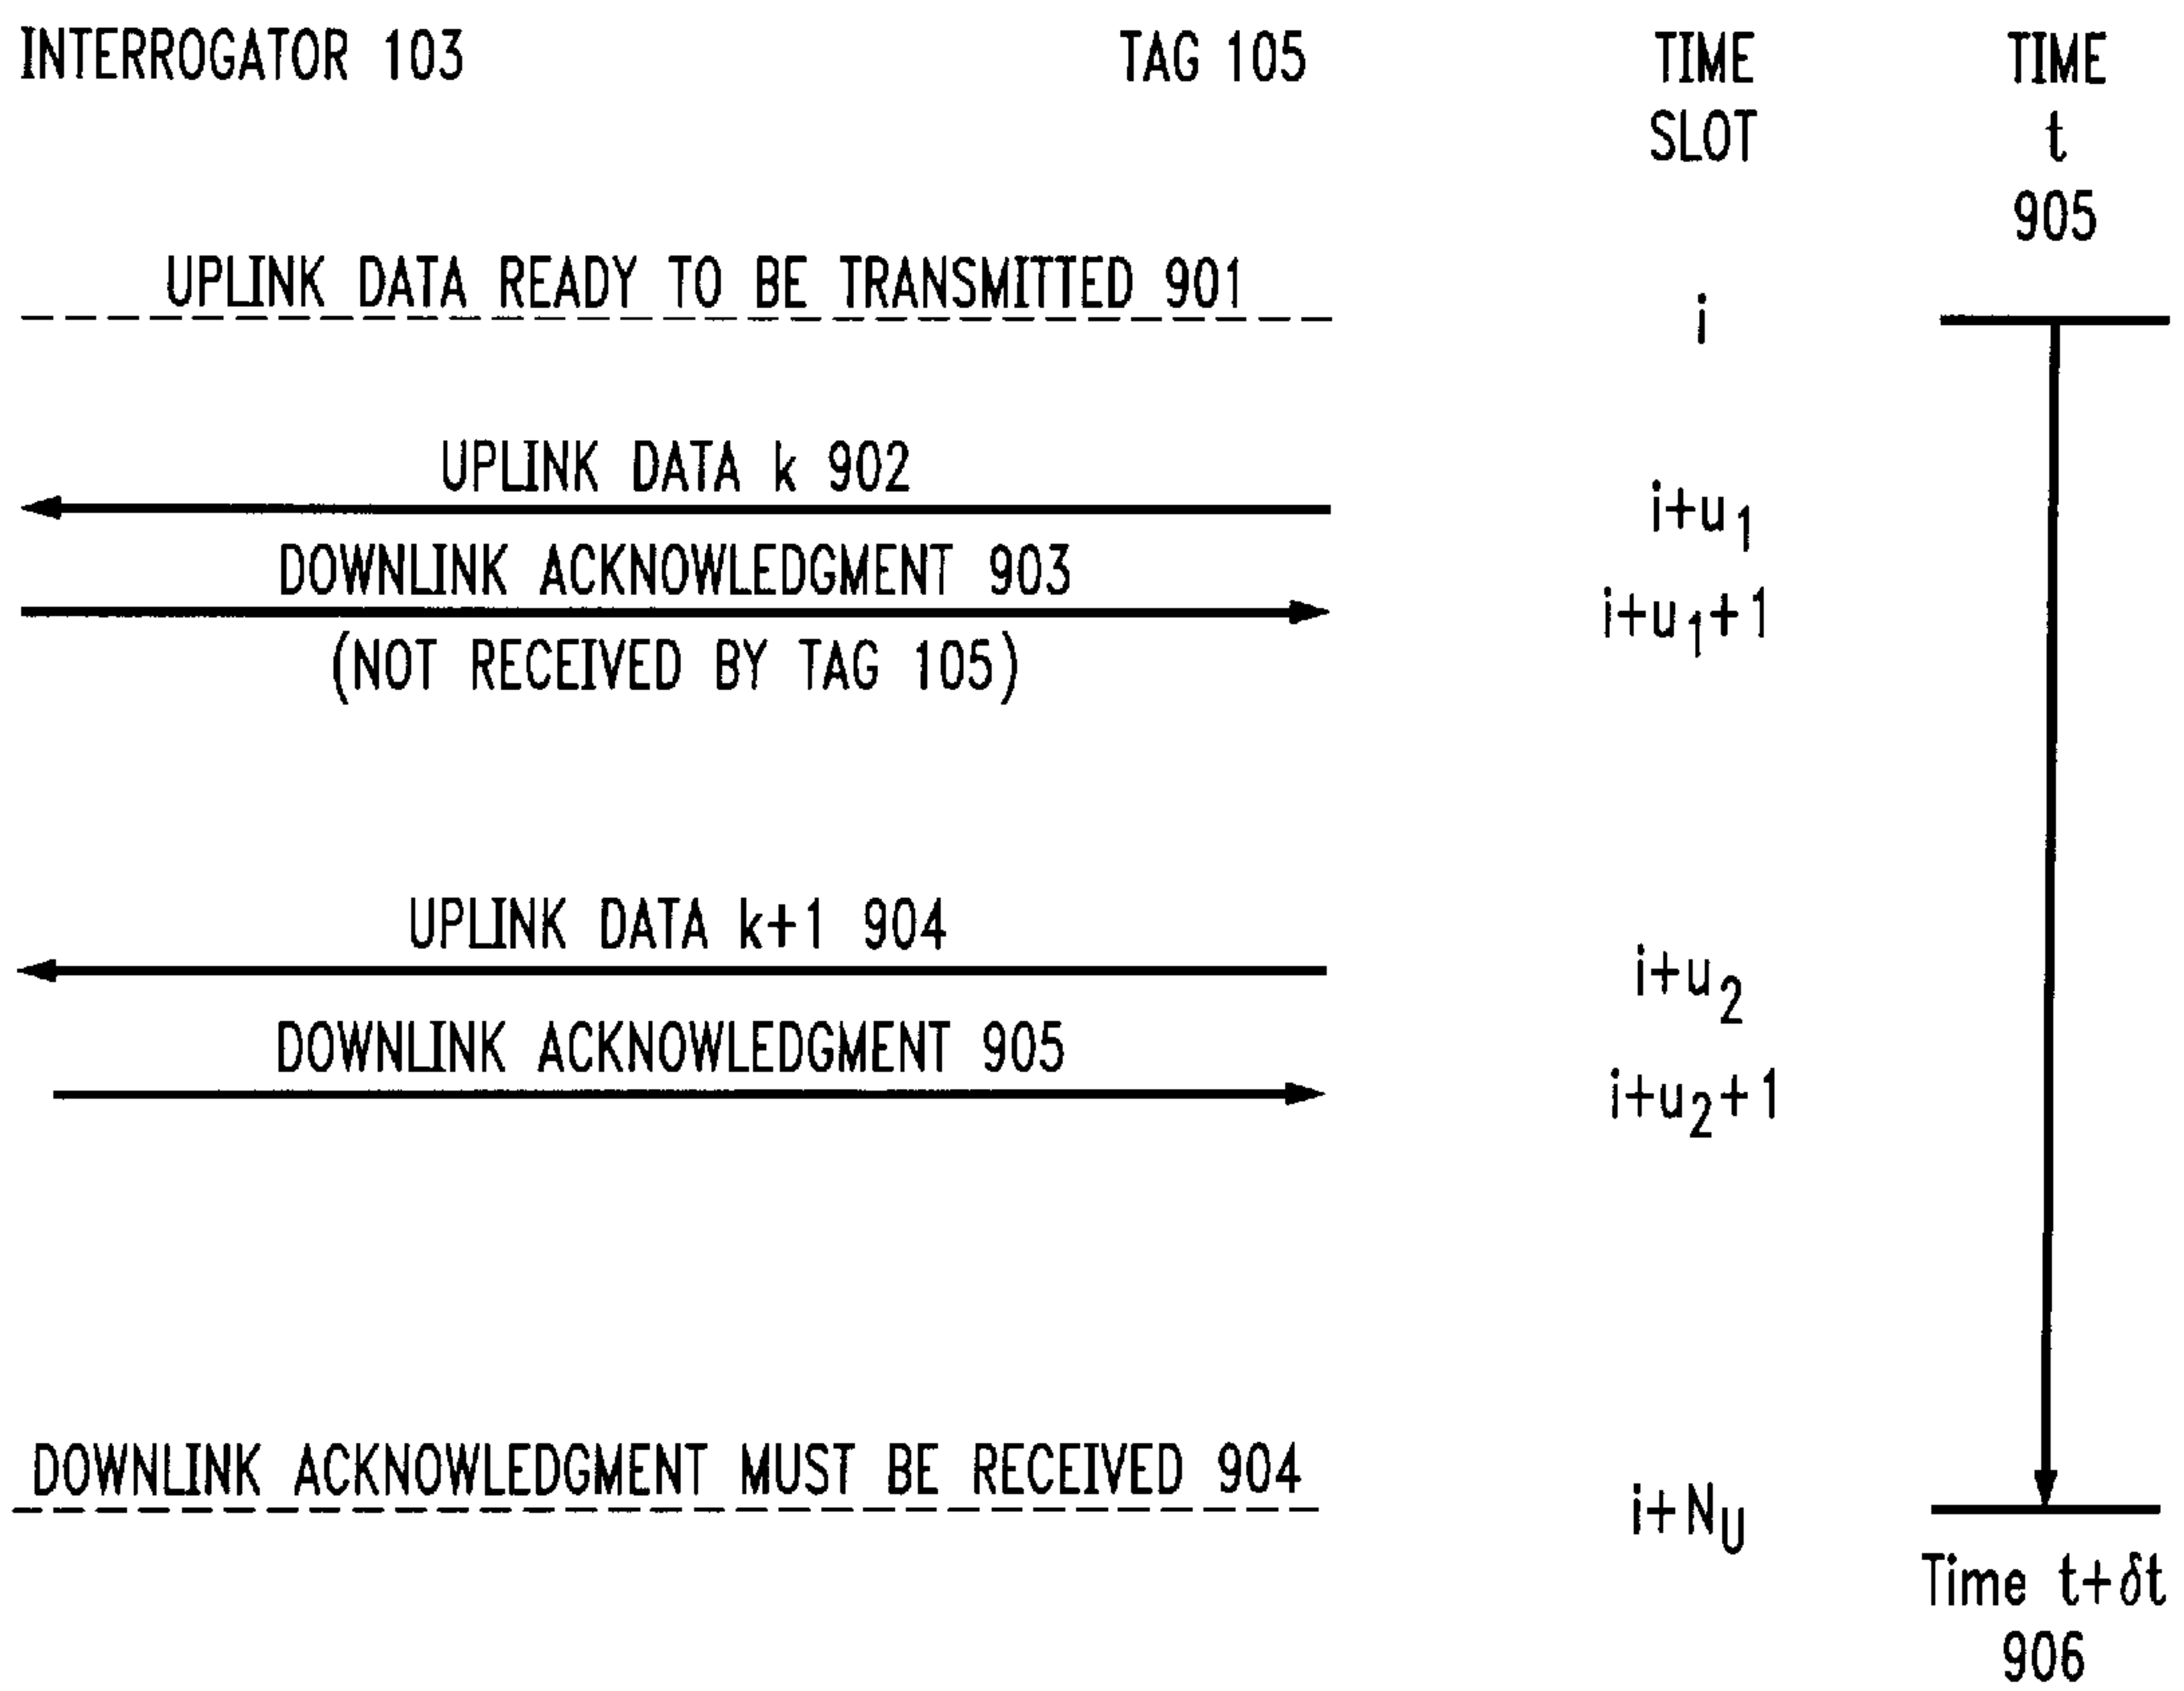 INTERROGATOR 103 TAG 105 TIME SLOT TIME t 905
UPLINK DATA READY TO BE TRANSMITTED 901 i
UPLINK DATA k 902 i+u₁
DOWNLINK ACKNOWLEDGMENT 903 i+u₁+1
(NOT RECEIVED BY TAG 105)
UPLINK DATA k+1 904 i+u₂
DOWNLINK ACKNOWLEDGMENT 905 i+u₂+1
DOWNLINK ACKNOWLEDGMENT MUST BE RECEIVED 904 i+N_U
Time t+δt
906